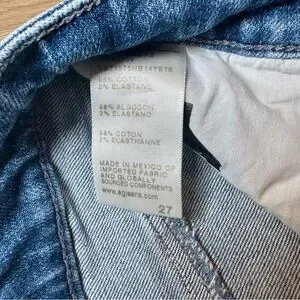 98% COTTON
2% ELASTANE
98% ALGODON
2% ELASTANO
98% COTON
2% ELASTHANNE
MADE IN MEXICO OF
IMPORTED FABRIC
AND GLOBALLY
SOURCED COMPONENTS
www.agjeans.com
27